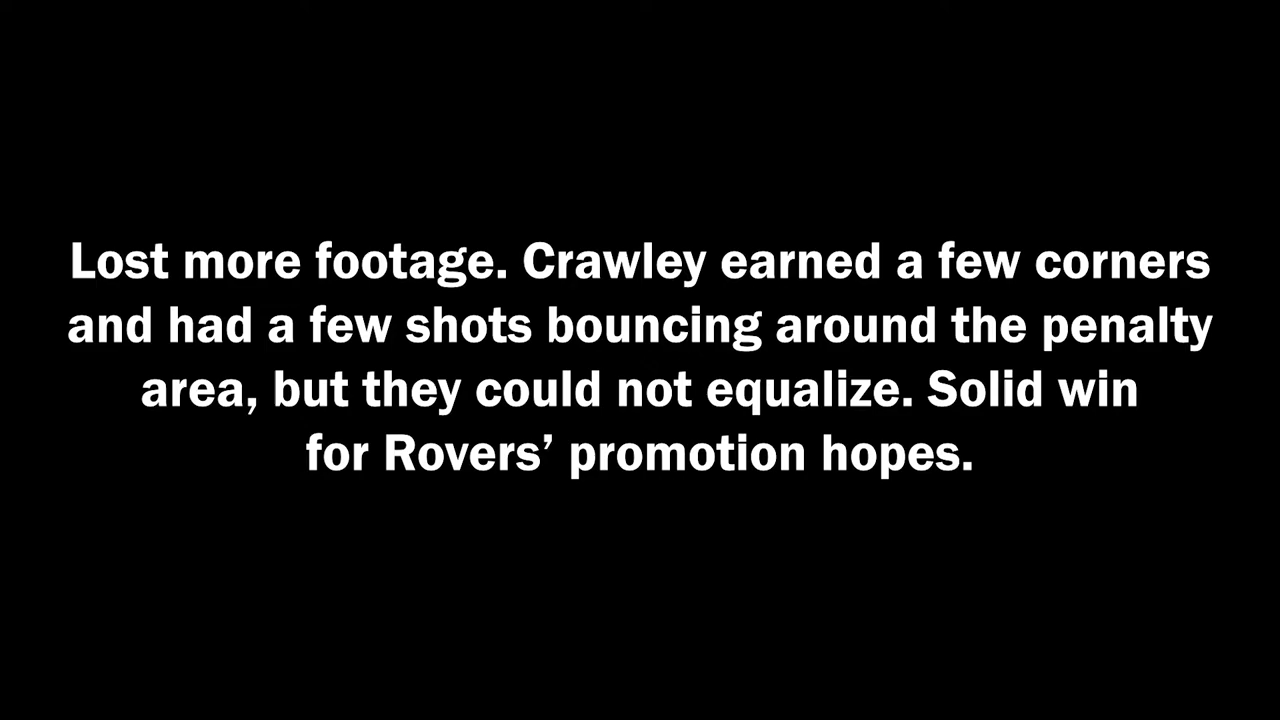 Lost more footage. Crawley earned a few corners
and had a few shots bouncing around the penalty
area, but they could not equalize. Solid win
for Rovers’ promotion hopes.